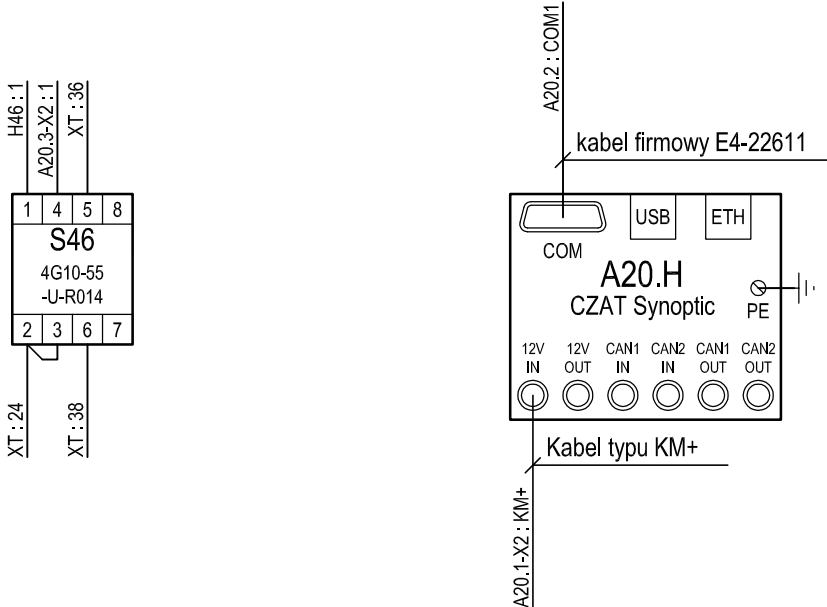 H46 : 1
A20.3-X2 : 1
XT : 36
1 4 5 8
S46
4G10-55
-U-R014
2 3 6 7
XT : 24
XT : 38
A20.2 : COM1
kabel firmowy E4-22611
USB
ETH
COM
A20.H
CZAT Synoptic
PE
12V IN
12V OUT
CAN1 IN
CAN2 IN
CAN1 OUT
CAN2 OUT
Kabel typu KM+
A20.1-X2 : KM+